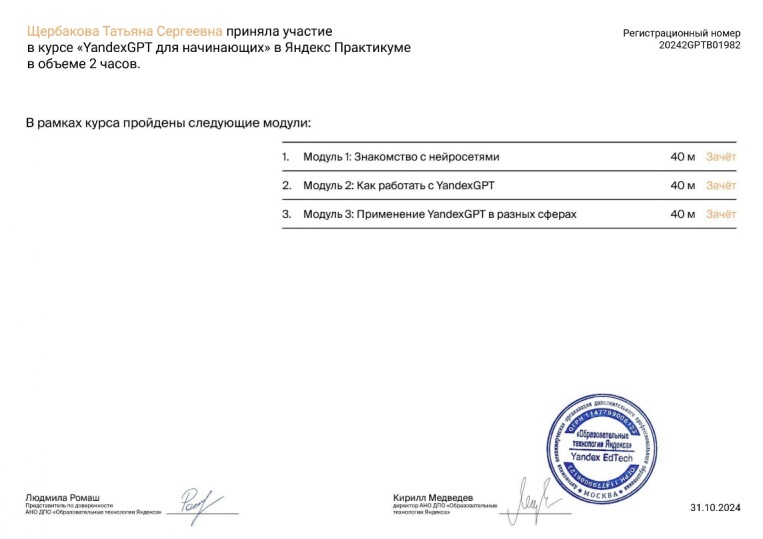 Щербакова Татьяна Сергеевна приняла участие
в курсе «YandexGPT для начинающих» в Яндекс Практикуме
в объеме 2 часов.
Регистрационный номер
20242GPTB01982
В рамках курса пройдены следующие модули:
1. Модуль 1: Знакомство с нейросетями 40 м Зачёт
2. Модуль 2: Как работать с YandexGPT 40 м Зачёт
3. Модуль 3: Применение YandexGPT в разных сферах 40 м Зачёт
«Образовательные
технологии Яндекса»
Yandex EdTech
МОСКВА
Людмила Ромаш
Представитель по доверенности
АНО ДПО «Образовательные технологии Яндекса»
Кирилл Медведев
директор АНО ДПО «Образовательные
технологии Яндекса»
31.10.2024